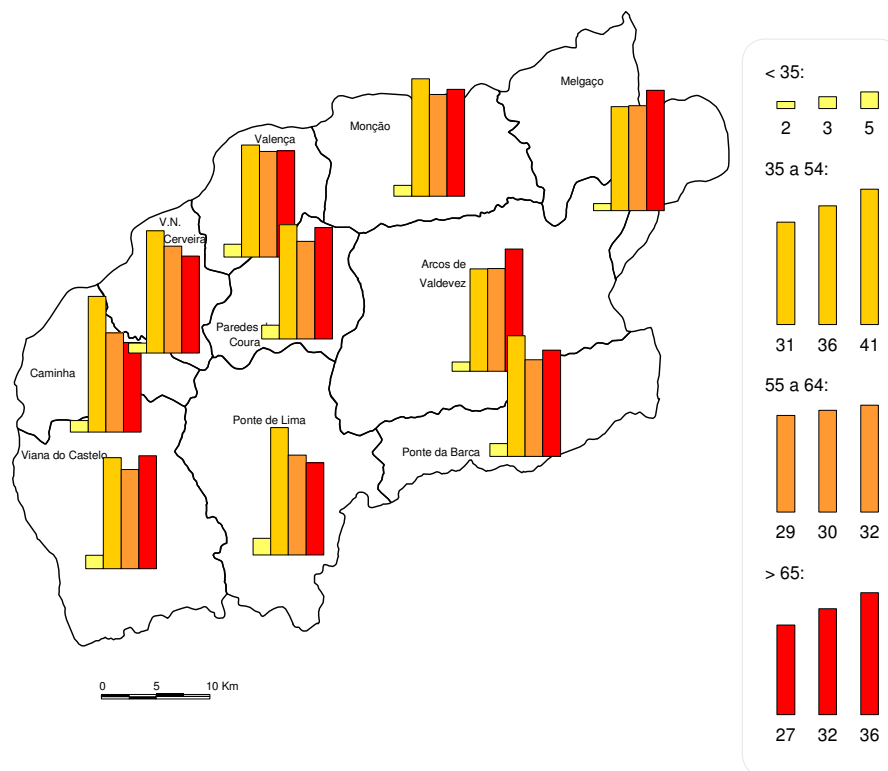 Melgaço
Monção
Valença
V.N.
Cerveira
Arcos de
Valdevez
Paredes
Coura
Caminha
Ponte de Lima
Ponte da Barca
Viana do Castelo
0 5 10 Km
< 35:
2 3 5
35 a 54:
31 36 41
55 a 64:
29 30 32
> 65:
27 32 36